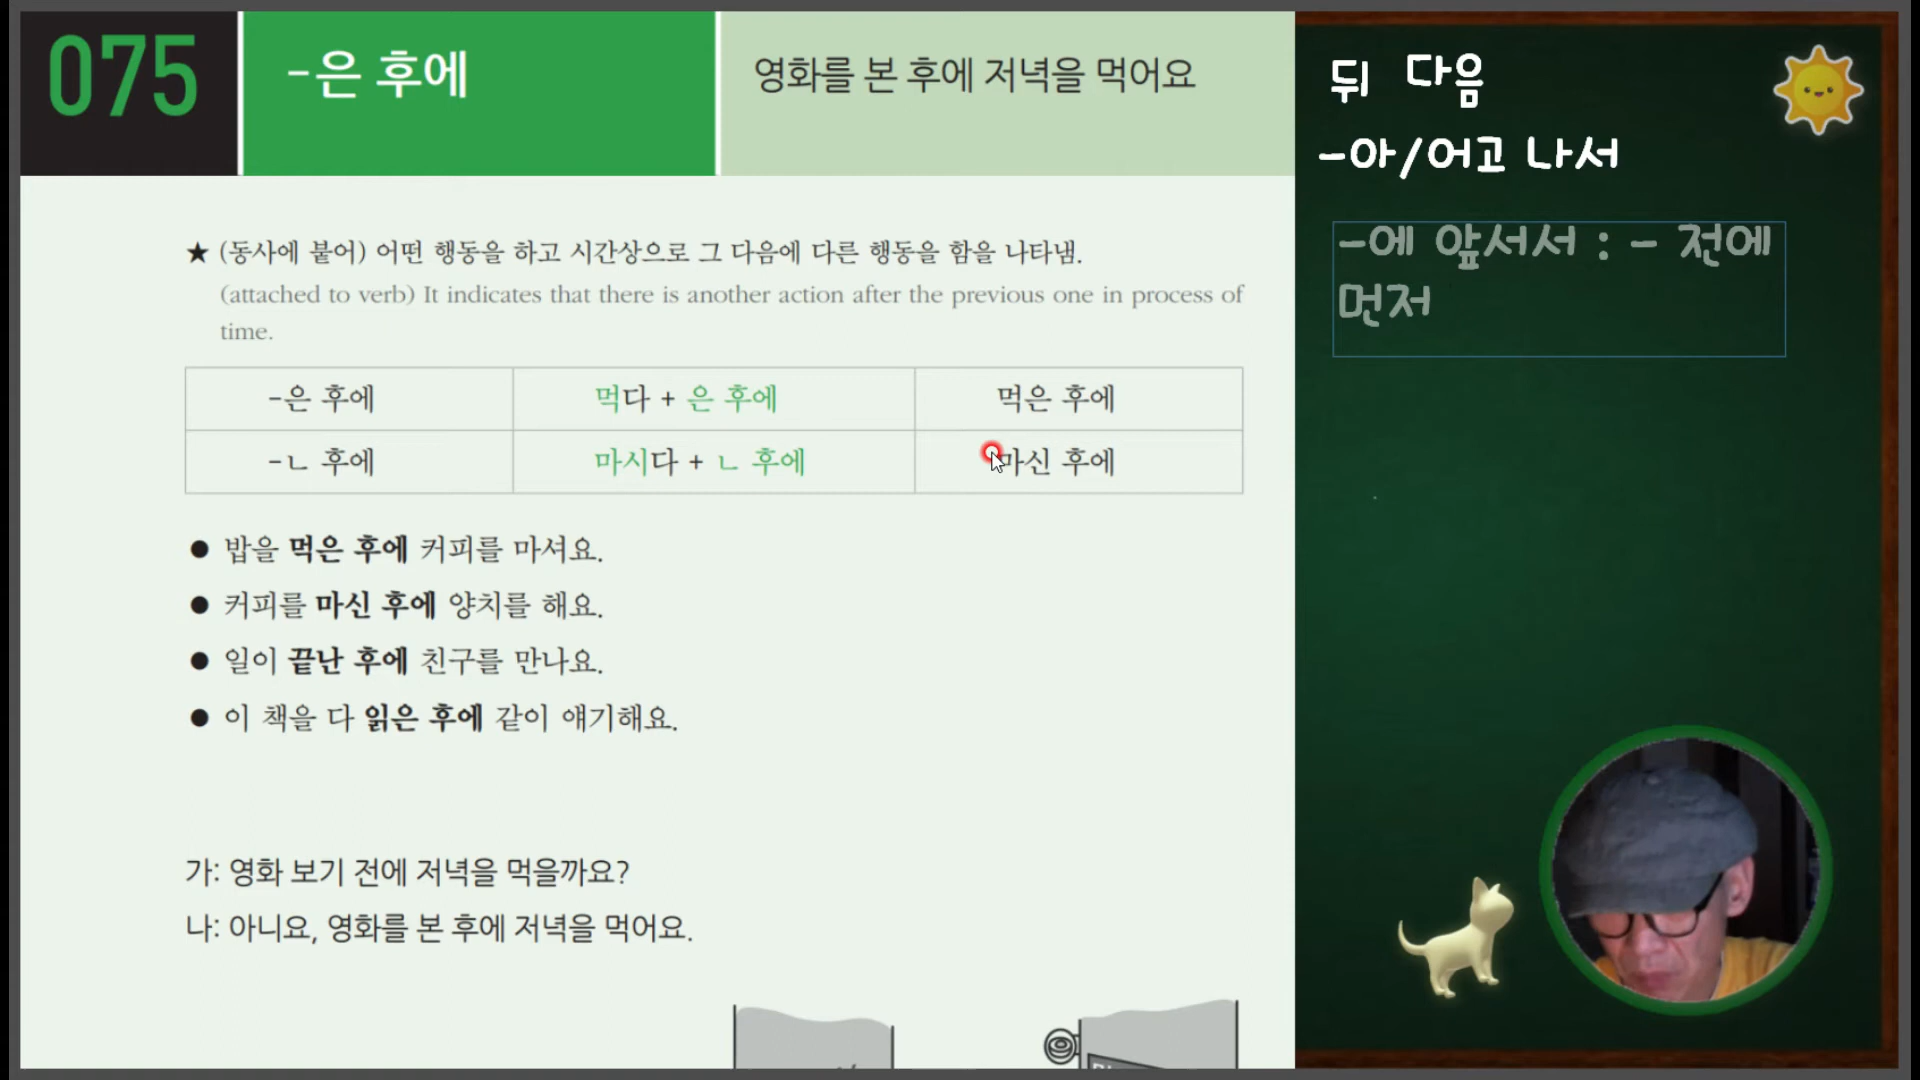 075
-은 후에
영화를 본 후에 저녁을 먹어요
★ (동사에 붙어) 어떤 행동을 하고 시간상으로 그 다음에 다른 행동을 함을 나타냄.
(attached to verb) It indicates that there is another action after the previous one in process of
time.
-은 후에 먹다 + 은 후에 먹은 후에
-ㄴ 후에 마시다 + ㄴ 후에 마신 후에
● 밥을 먹은 후에 커피를 마셔요.
● 커피를 마신 후에 양치를 해요.
● 일이 끝난 후에 친구를 만나요.
● 이 책을 다 읽은 후에 같이 얘기해요.
가: 영화 보기 전에 저녁을 먹을까요?
나: 아니요, 영화를 본 후에 저녁을 먹어요.
뒤 다음
-아/어고 나서
-에 앞서서 : - 전에
먼저